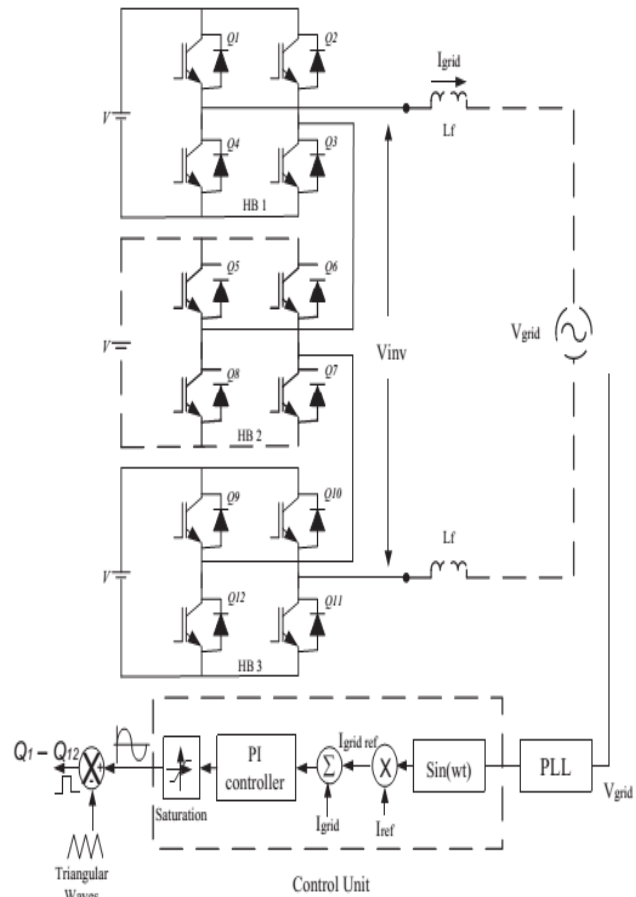 Q1
Q2
Igrid
V
Lf
Q4
Q3
HB 1
Q5
Q6
Vgrid
V
Vinv
Q8
Q7
HB 2
Q9
Q10
Lf
V
Q12
Q11
HB 3
Q1 – Q12
+
-
PI
controller
Igrid ref
Σ
X
Sin(wt)
PLL
Saturation
Igrid
Iref
Vgrid
Triangular
Waves
Control Unit